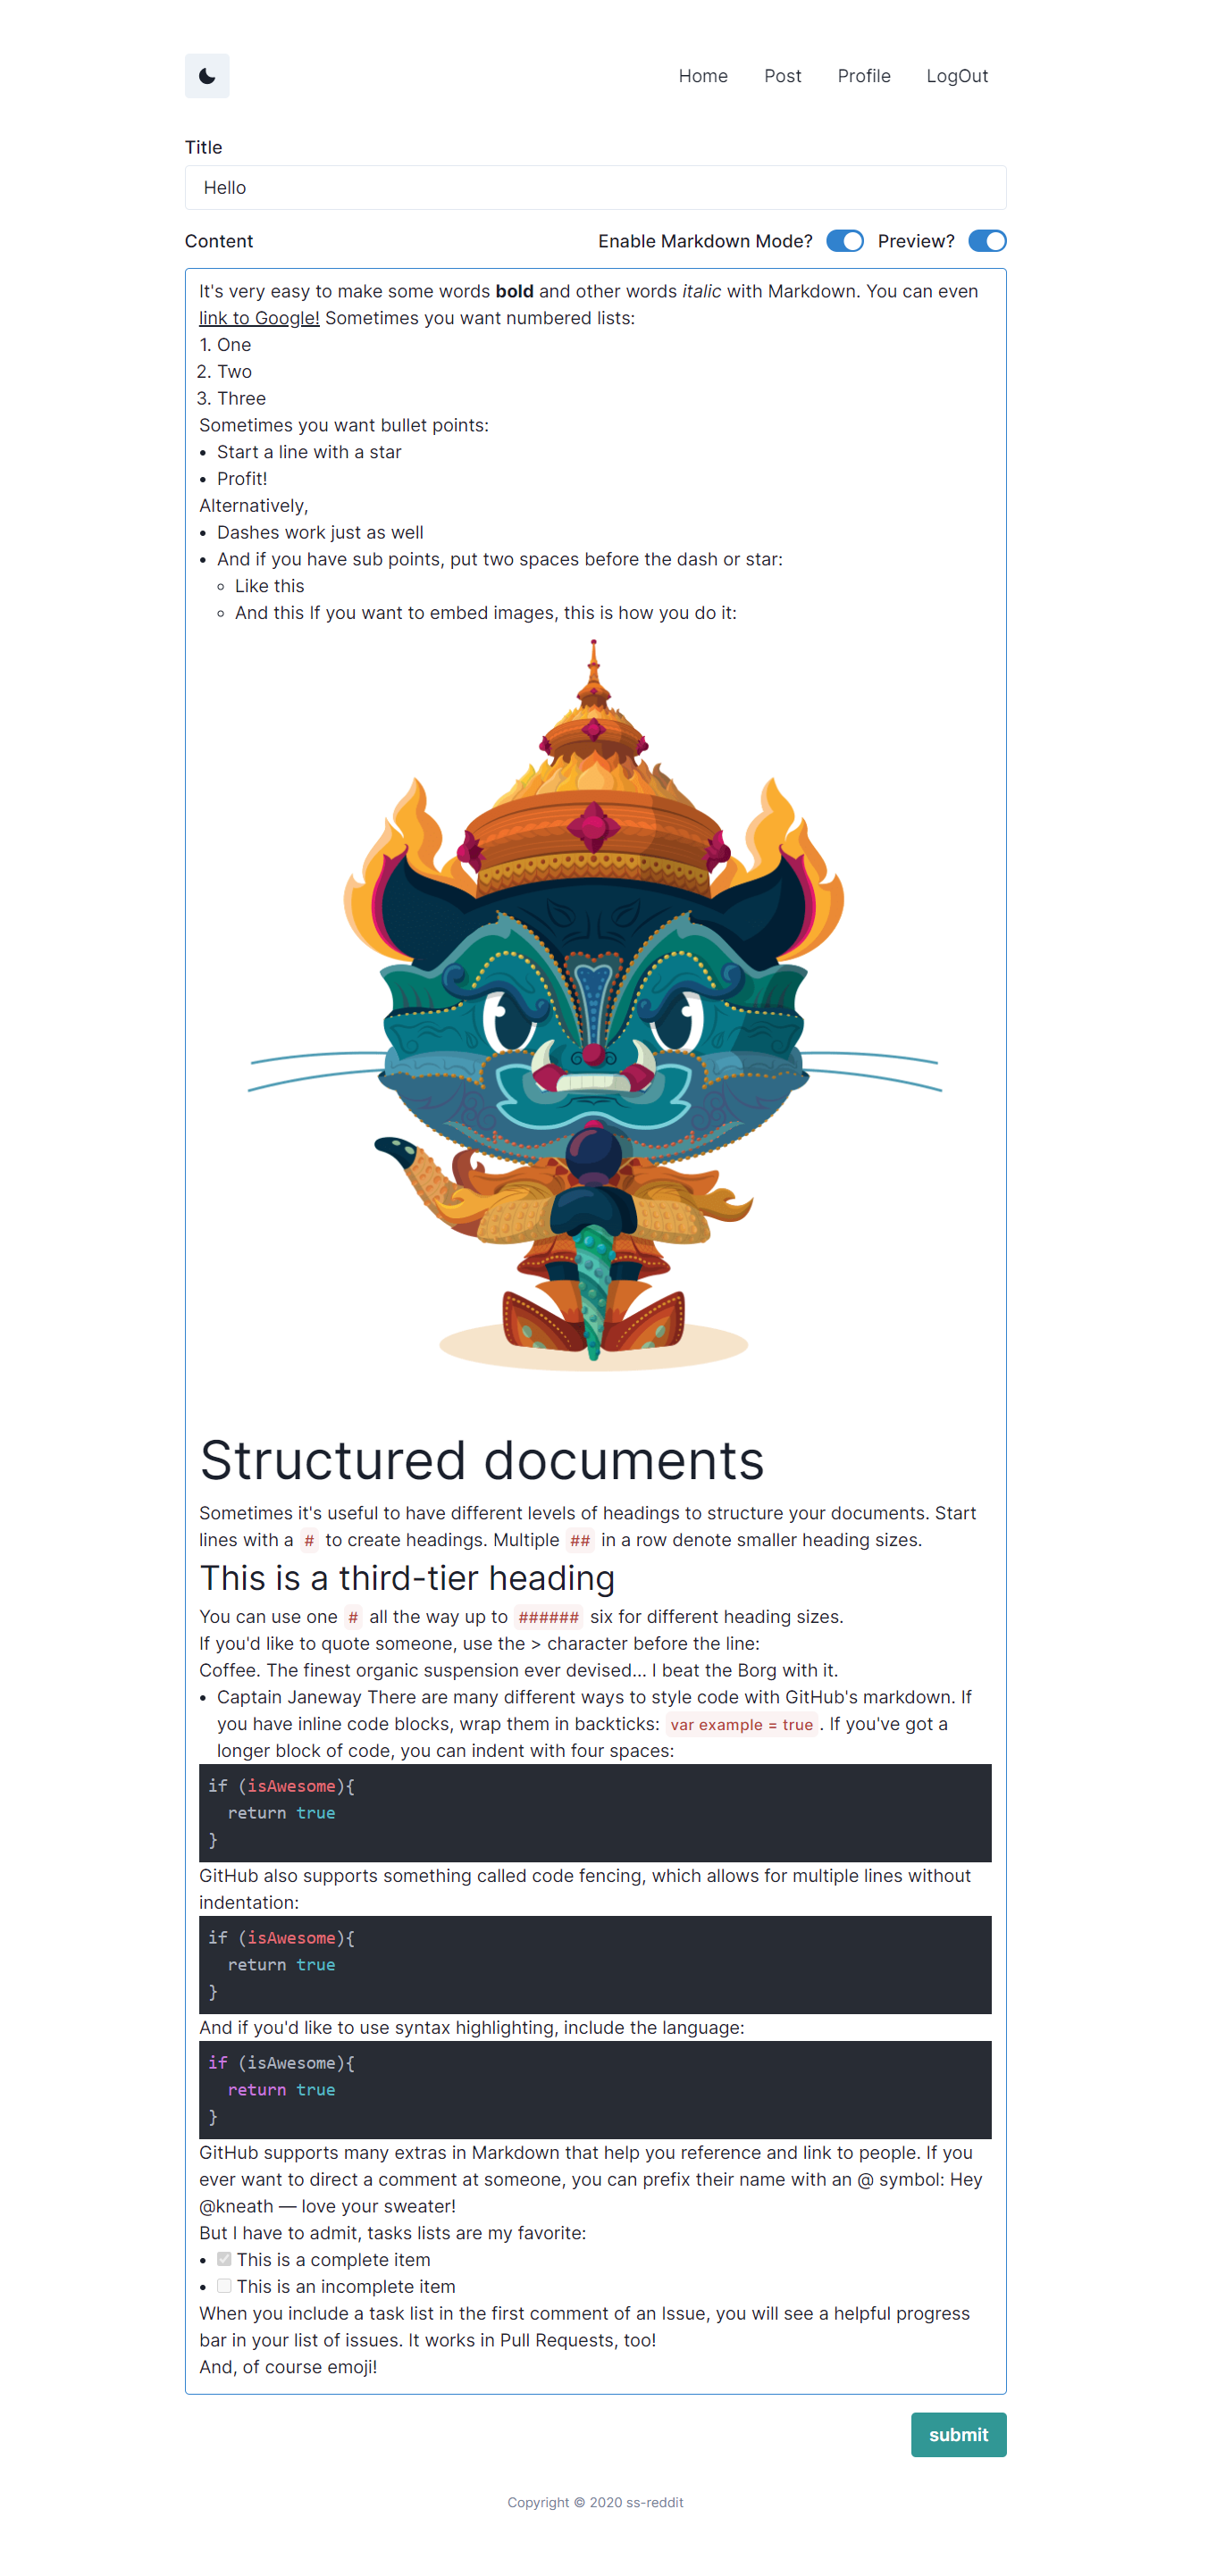 Home Post Profile LogOut
Title
Hello
Content Enable Markdown Mode? Preview?
It's very easy to make some words bold and other words italic with Markdown. You can even
link to Google! Sometimes you want numbered lists:
1. One
2. Two
3. Three
Sometimes you want bullet points:
• Start a line with a star
• Profit!
Alternatively,
• Dashes work just as well
• And if you have sub points, put two spaces before the dash or star:
◦ Like this
◦ And this If you want to embed images, this is how you do it:
Structured documents
Sometimes it's useful to have different levels of headings to structure your documents. Start
lines with a # to create headings. Multiple ## in a row denote smaller heading sizes.
This is a third-tier heading
You can use one # all the way up to ###### six for different heading sizes.
If you'd like to quote someone, use the > character before the line:
Coffee. The finest organic suspension ever devised... I beat the Borg with it.
• Captain Janeway There are many different ways to style code with GitHub's markdown. If
you have inline code blocks, wrap them in backticks: var example = true . If you've got a
longer block of code, you can indent with four spaces:
if (isAwesome){
  return true
}
GitHub also supports something called code fencing, which allows for multiple lines without
indentation:
if (isAwesome){
  return true
}
And if you'd like to use syntax highlighting, include the language:
if (isAwesome){
  return true
}
GitHub supports many extras in Markdown that help you reference and link to people. If you
ever want to direct a comment at someone, you can prefix their name with an @ symbol: Hey
@kneath — love your sweater!
But I have to admit, tasks lists are my favorite:
• This is a complete item
• This is an incomplete item
When you include a task list in the first comment of an Issue, you will see a helpful progress
bar in your list of issues. It works in Pull Requests, too!
And, of course emoji!
submit
Copyright © 2020 ss-reddit